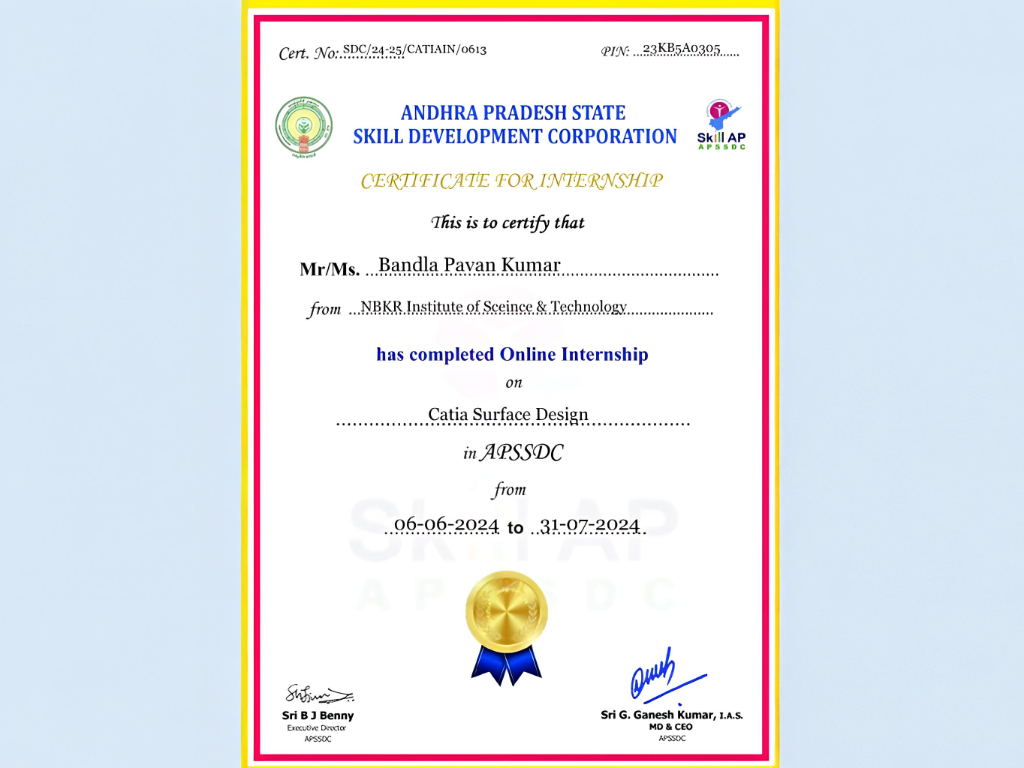 Cert. No: SDC/24-25/CATIAIN/0613
PIN: 23KB5A0305
ANDHRA PRADESH STATE
SKILL DEVELOPMENT CORPORATION
Skill AP
APSSDC
CERTIFICATE FOR INTERNSHIP
This is to certify that
Mr/Ms. Bandla Pavan Kumar
from NBKR Institute of Sceince & Technology
has completed Online Internship
on
Catia Surface Design
in APSSDC
from
06-06-2024 to 31-07-2024
Skill AP
APSSDC
Sri B J Benny
Executive Director
APSSDC
Sri G. Ganesh Kumar, I.A.S.
MD & CEO
APSSDC